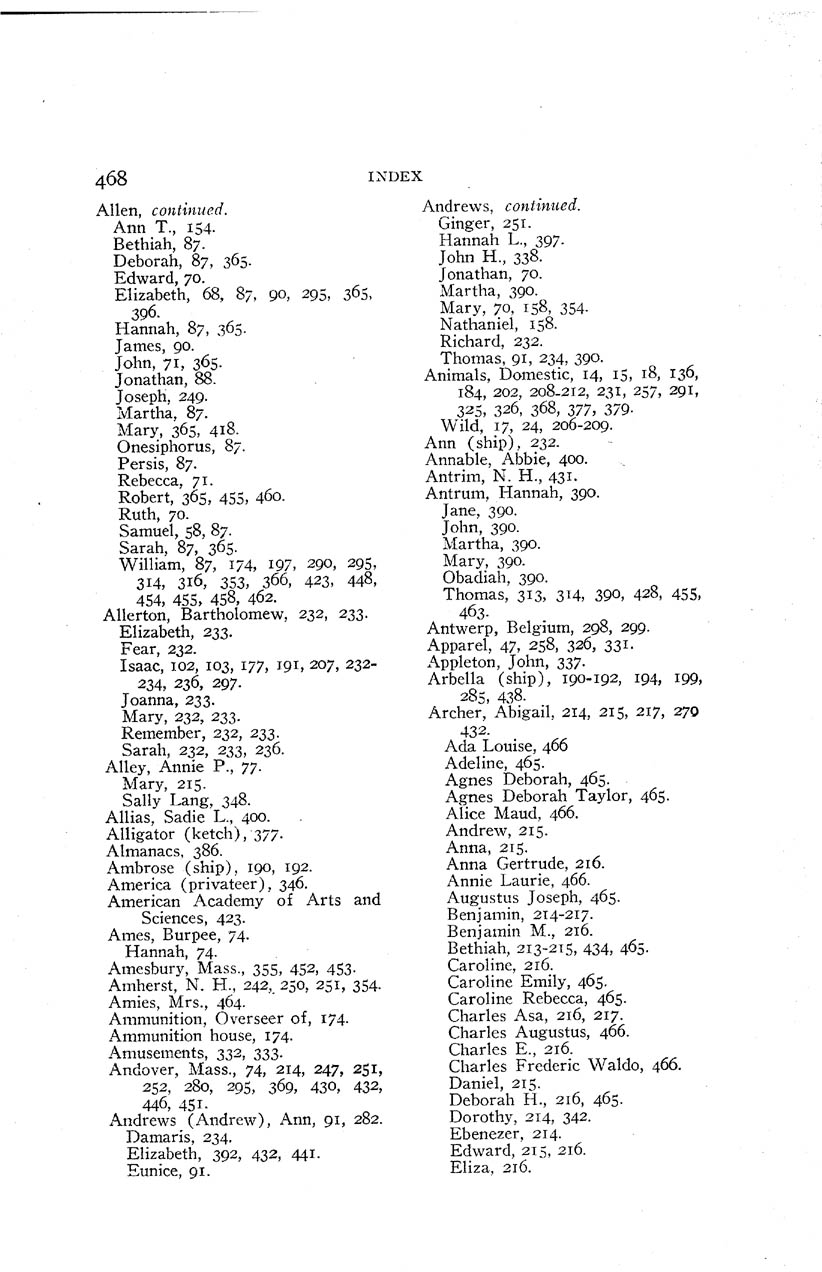 468
INDEX
Allen, continued.
Ann T., 154.
Bethiah, 87.
Deborah, 87, 365.
Edward, 70.
Elizabeth, 68, 87, 90, 295, 365,
396.
Hannah, 87, 365.
James, 90.
John, 71, 365.
Jonathan, 88.
Joseph, 249.
Martha, 87.
Mary, 365, 418.
Onesiphorus, 87.
Persis, 87.
Rebecca, 71.
Robert, 365, 455, 460.
Ruth, 70.
Samuel, 58, 87.
Sarah, 87, 365.
William, 87, 174, 197, 290, 295,
314, 316, 353, 366, 423, 448,
454, 455, 458, 462.
Allerton, Bartholomew, 232, 233.
Elizabeth, 233.
Fear, 232.
Isaac, 102, 103, 177, 191, 207, 232-
234, 236, 297.
Joanna, 233.
Mary, 232, 233.
Remember, 232, 233.
Sarah, 232, 233, 236.
Alley, Annie P., 77.
Mary, 215.
Sally Lang, 348.
Allias, Sadie L., 400.
Alligator (ketch), 377.
Almanacs, 386.
Ambrose (ship), 190, 192.
America (privateer), 346.
American Academy of Arts and
Sciences, 423.
Ames, Burpee, 74.
Hannah, 74.
Amesbury, Mass., 355, 452, 453.
Amherst, N. H., 242, 250, 251, 354.
Amies, Mrs., 464.
Ammunition, Overseer of, 174.
Ammunition house, 174.
Amusements, 332, 333.
Andover, Mass., 74, 214, 247, 251,
252, 280, 295, 369, 430, 432,
446, 451.
Andrews (Andrew), Ann, 91, 282.
Damaris, 234.
Elizabeth, 392, 432, 441.
Eunice, 91.
Andrews, continued.
Ginger, 251.
Hannah L., 397.
John H., 338.
Jonathan, 70.
Martha, 390.
Mary, 70, 158, 354.
Nathaniel, 158.
Richard, 232.
Thomas, 91, 234, 390.
Animals, Domestic, 14, 15, 18, 136,
184, 202, 208-212, 231, 257, 291,
325, 326, 368, 377, 379.
Wild, 17, 24, 206-209.
Ann (ship), 232.
Annable, Abbie, 400.
Antrim, N. H., 431.
Antrum, Hannah, 390.
Jane, 390.
John, 390.
Martha, 390.
Mary, 390.
Obadiah, 390.
Thomas, 313, 314, 390, 428, 455,
463.
Antwerp, Belgium, 298, 299.
Apparel, 47, 258, 326, 331.
Appleton, John, 337.
Arbella (ship), 190-192, 194, 199,
285, 438.
Archer, Abigail, 214, 215, 217, 279
432.
Ada Louise, 466
Adeline, 465.
Agnes Deborah, 465.
Agnes Deborah Taylor, 465.
Alice Maud, 466.
Andrew, 215.
Anna, 215.
Anna Gertrude, 216.
Annie Laurie, 466.
Augustus Joseph, 465.
Benjamin, 214-217.
Benjamin M., 216.
Bethiah, 213-215, 434, 465.
Caroline, 216.
Caroline Emily, 465.
Caroline Rebecca, 465.
Charles Asa, 216, 217.
Charles Augustus, 466.
Charles E., 216.
Charles Frederic Waldo, 466.
Daniel, 215.
Deborah H., 216, 465.
Dorothy, 214, 342.
Ebenezer, 214.
Edward, 215, 216.
Eliza, 216.